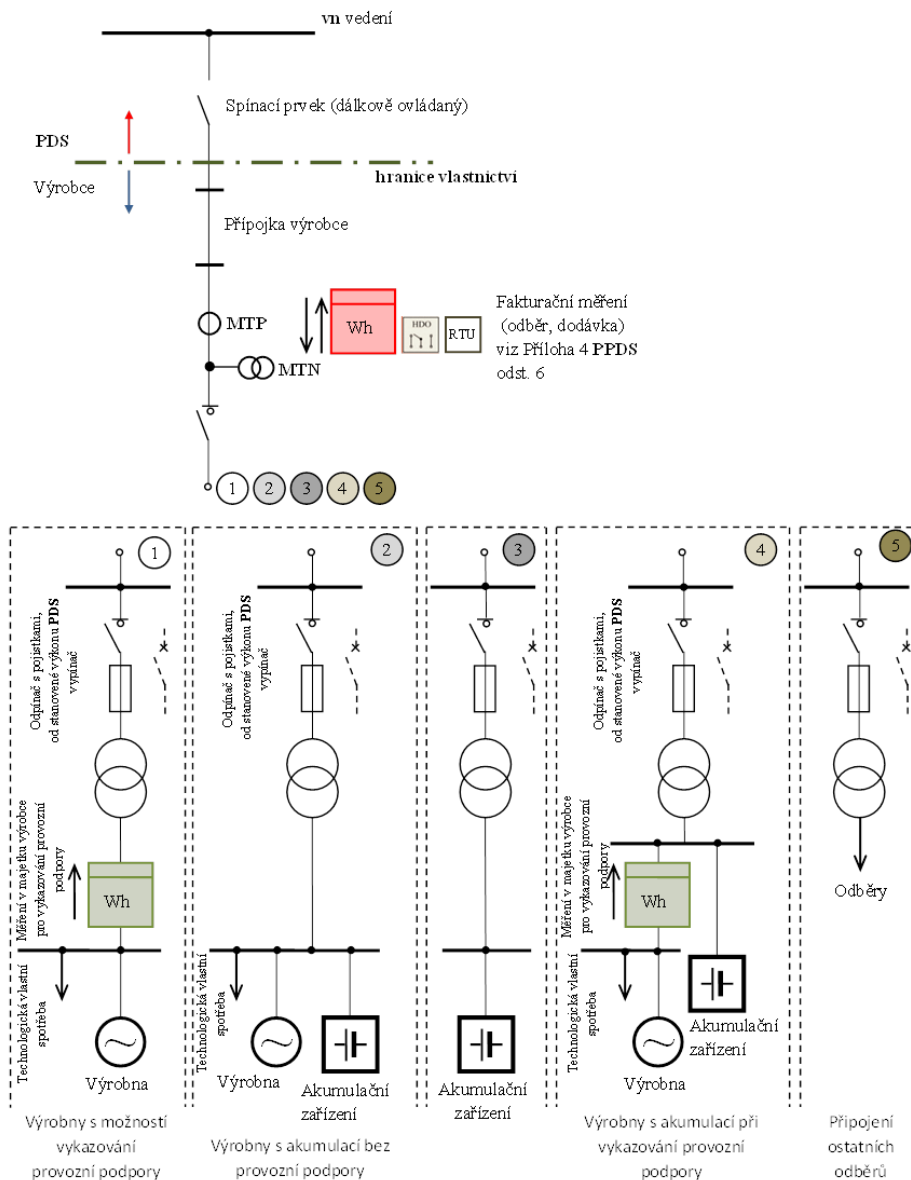 vn vedení
Spínací prvek (dálkově ovládaný)
PDS
hranice vlastnictví
Výrobce
Přípojka výrobce
MTP
Wh
HDO
RTU
Fakturační měření
(odběr, dodávka)
viz Příloha 4 PPDS
odst. 6
MTN
1 2 3 4 5
1
Odpínač s pojistkami,
od stanovené výkonu PDS
vypínač
Měření v majetku výrobce
pro vykazování provozní
podpory
Wh
Technologická vlastní
spotřeba
Výrobna
Výrobny s možností
vykazování
provozní podpory
2
Odpínač s pojistkami,
od stanovené výkonu PDS
vypínač
Technologická vlastní
spotřeba
Výrobna
Akumulační
zařízení
Výrobny s akumulací bez
provozní podpory
3
Akumulační
zařízení
4
Odpínač s pojistkami,
od stanovené výkonu PDS
vypínač
Měření v majetku výrobce
pro vykazování provozní
podpory
Wh
Technologická vlastní
spotřeba
Výrobna
Akumulační
zařízení
Výrobny s akumulací při
vykazování provozní
podpory
5
Odběry
Připojení
ostatních
odběrů